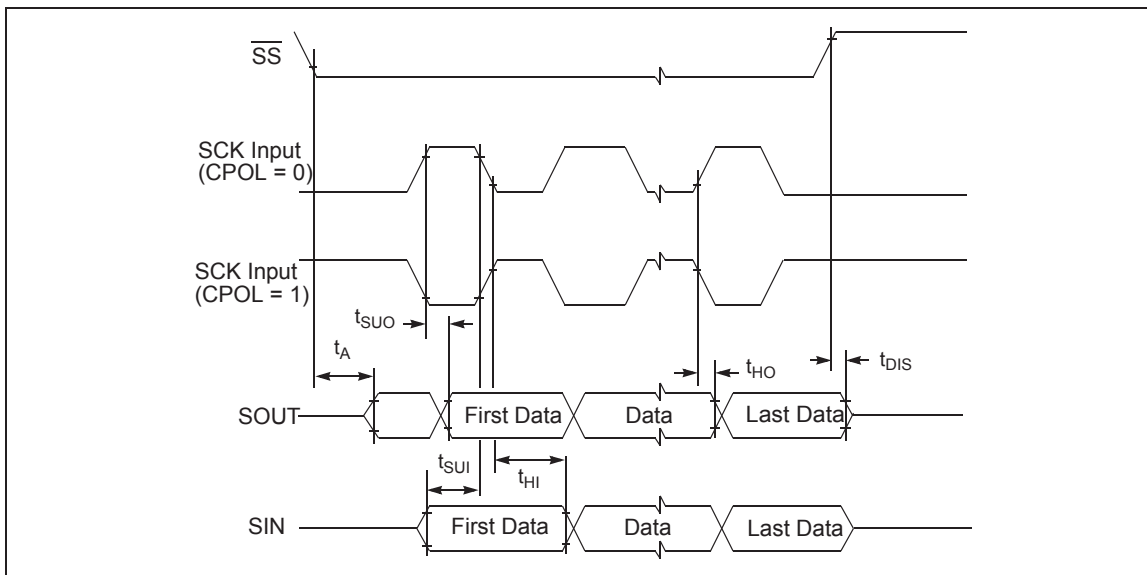 SS
SCK Input
(CPOL = 0)
SCK Input
(CPOL = 1)
tSUO
tA
tHO
tDIS
SOUT
First Data
Data
Last Data
tSUI
tHI
SIN
First Data
Data
Last Data